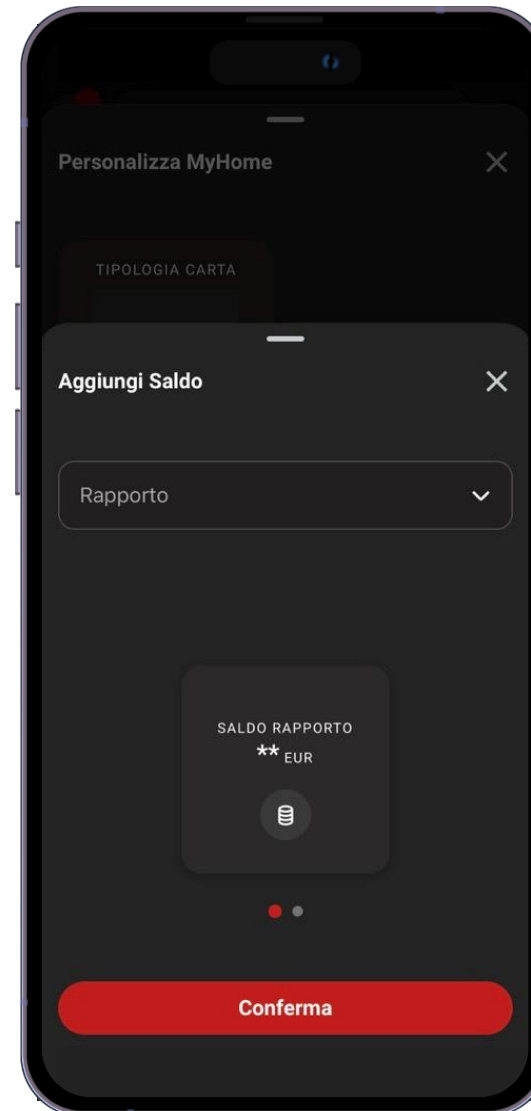 Personalizza MyHome
TIPOLOGIA CARTA
Aggiungi Saldo
Rapporto
SALDO RAPPORTO
** EUR
Conferma